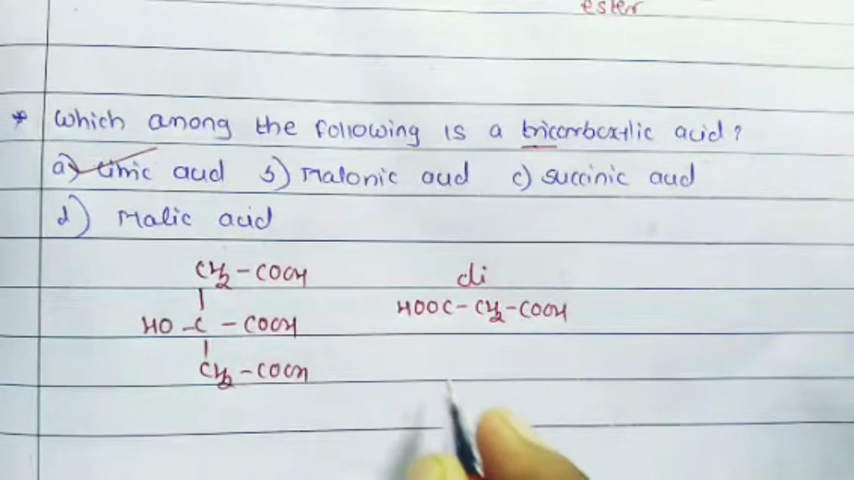 ester
* Which among the following is a tricarboxylic acid?
a) Citric acid b) Malonic acid c) succinic acid
d) Malic acid
CH2-COOH di
HO-C-COOH HOOC-CH2-COOH
CH2-COOH